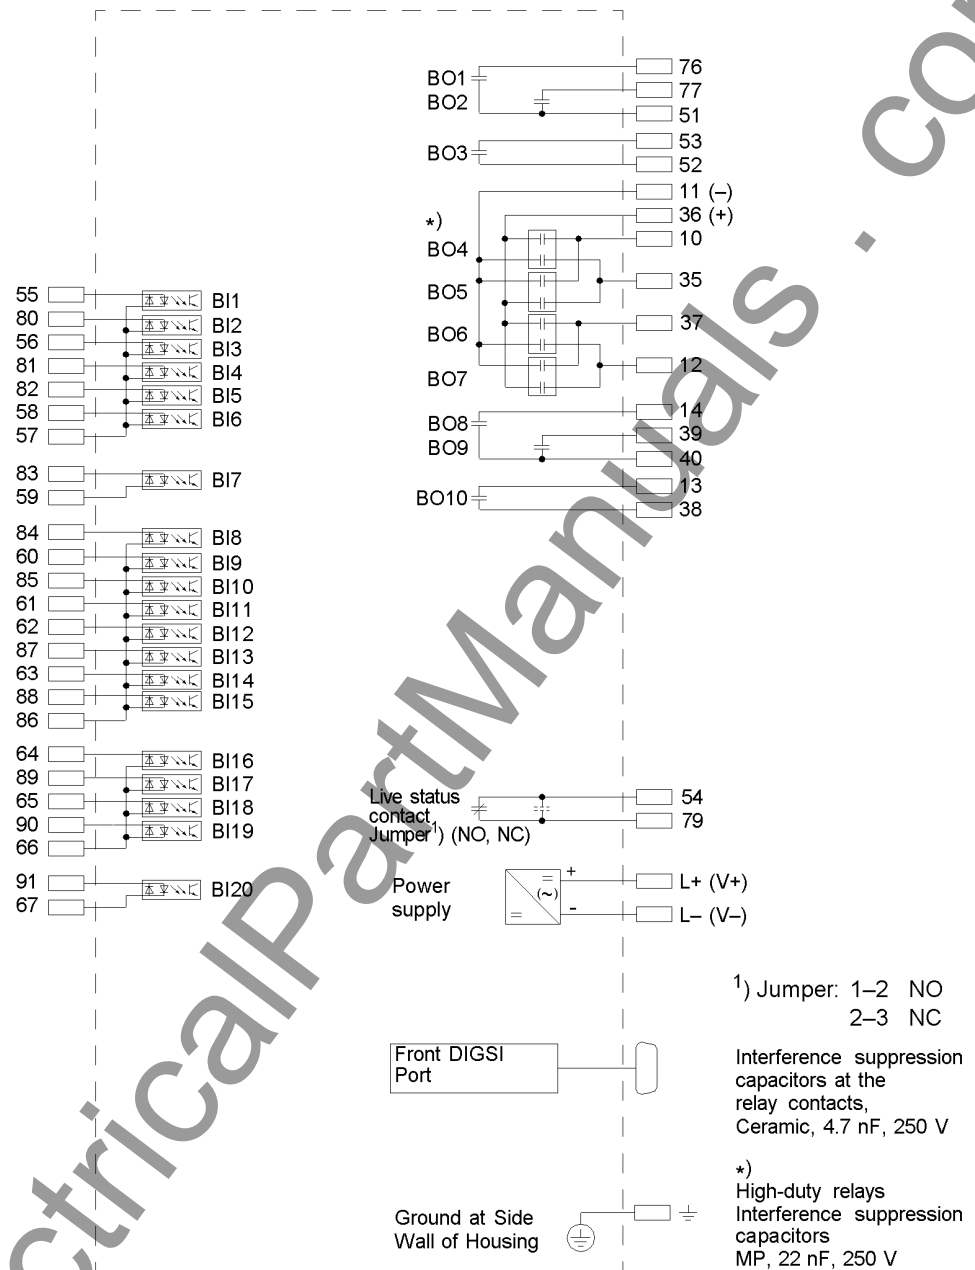 BO1
BO2
76
77
51
BO3
53
52
*)
BO4
BO5
BO6
BO7
11 (–)
36 (+)
10
35
37
12
BO8
BO9
14
39
40
BO10
13
38
55
80
56
81
82
58
57
BI1
BI2
BI3
BI4
BI5
BI6
83
59
BI7
84
60
85
61
62
87
63
88
86
BI8
BI9
BI10
BI11
BI12
BI13
BI14
BI15
64
89
65
90
66
BI16
BI17
BI18
BI19
91
67
BI20
Live status
contact
Jumper1) (NO, NC)
54
79
Power
supply
=
(~)
=
+
-
L+ (V+)
L– (V–)
1) Jumper: 1–2 NO
2–3 NC
Front DIGSI
Port
Interference suppression
capacitors at the
relay contacts,
Ceramic, 4.7 nF, 250 V
*)
High-duty relays
Interference suppression
capacitors
MP, 22 nF, 250 V
Ground at Side
Wall of Housing
ctricalPartManuals . co